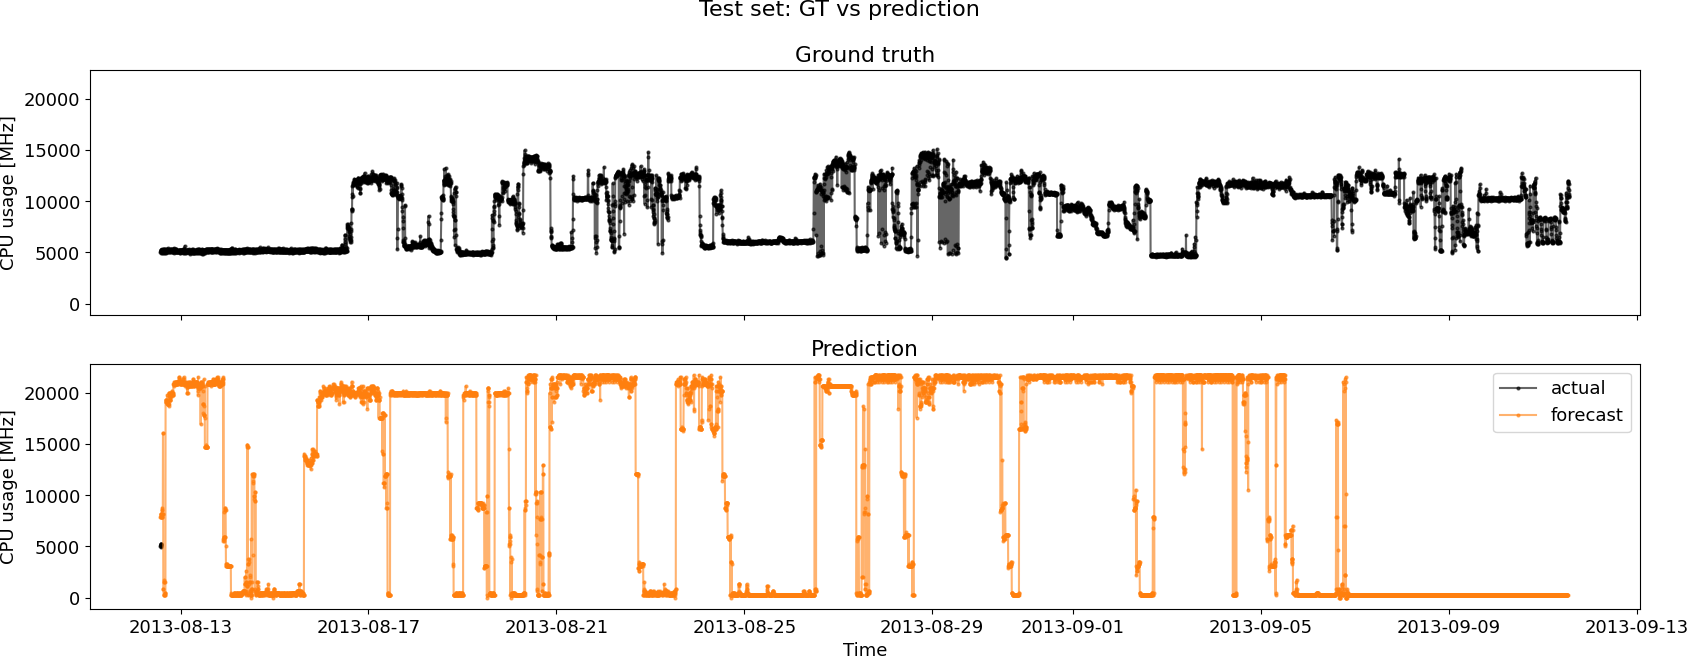 Test set: GT vs prediction
Ground truth
CPU usage [MHz]
20000
15000
10000
5000
0
Prediction
CPU usage [MHz]
20000
15000
10000
5000
0
actual
forecast
2013-08-13 2013-08-17 2013-08-21 2013-08-25 2013-08-29 2013-09-01 2013-09-05 2013-09-09 2013-09-13
Time